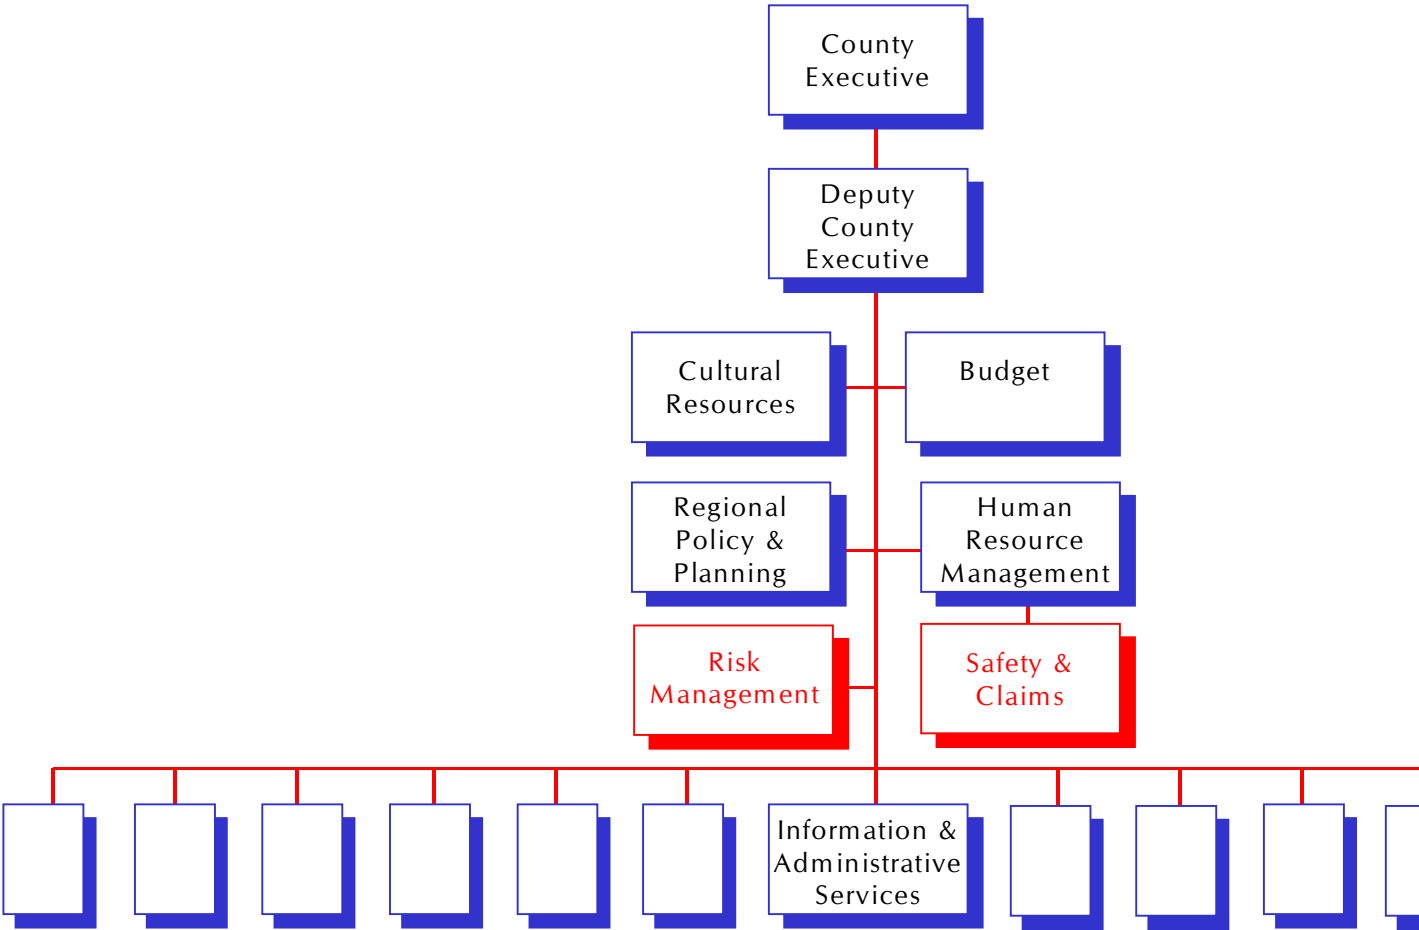 County
Executive
Deputy
County
Executive
Cultural
Resources
Budget
Regional
Policy &
Planning
Human
Resource
Management
Risk
Management
Safety &
Claims
Information &
Administrative
Services